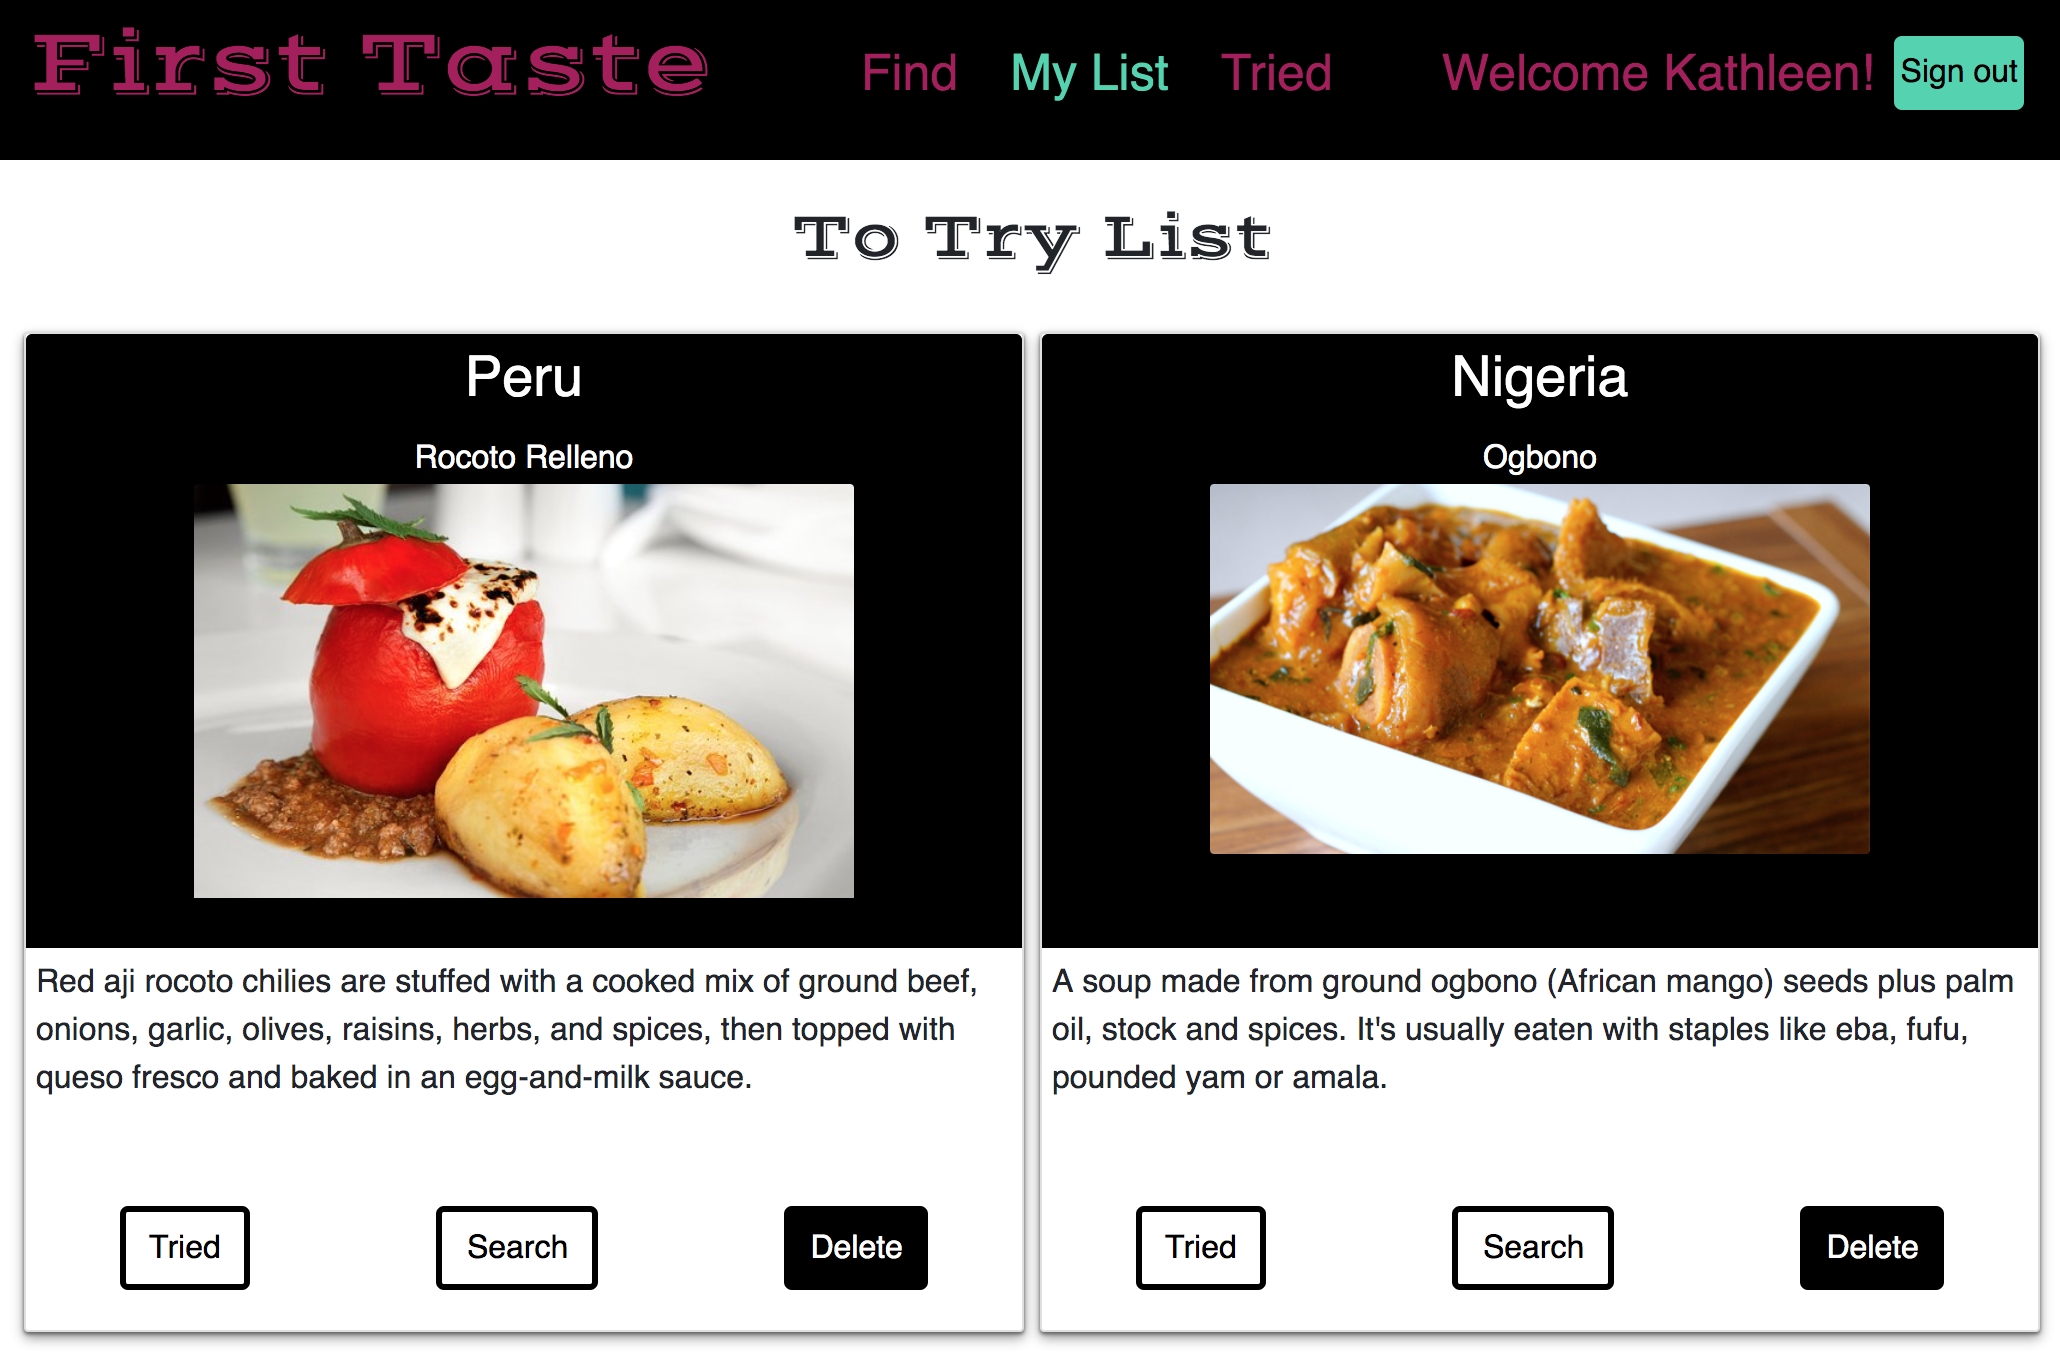 First Taste Find My List Tried Welcome Kathleen! Sign out
To Try List
Peru
Rocoto Relleno
Red aji rocoto chilies are stuffed with a cooked mix of ground beef,
onions, garlic, olives, raisins, herbs, and spices, then topped with
queso fresco and baked in an egg-and-milk sauce.
Tried Search Delete
Nigeria
Ogbono
A soup made from ground ogbono (African mango) seeds plus palm
oil, stock and spices. It's usually eaten with staples like eba, fufu,
pounded yam or amala.
Tried Search Delete